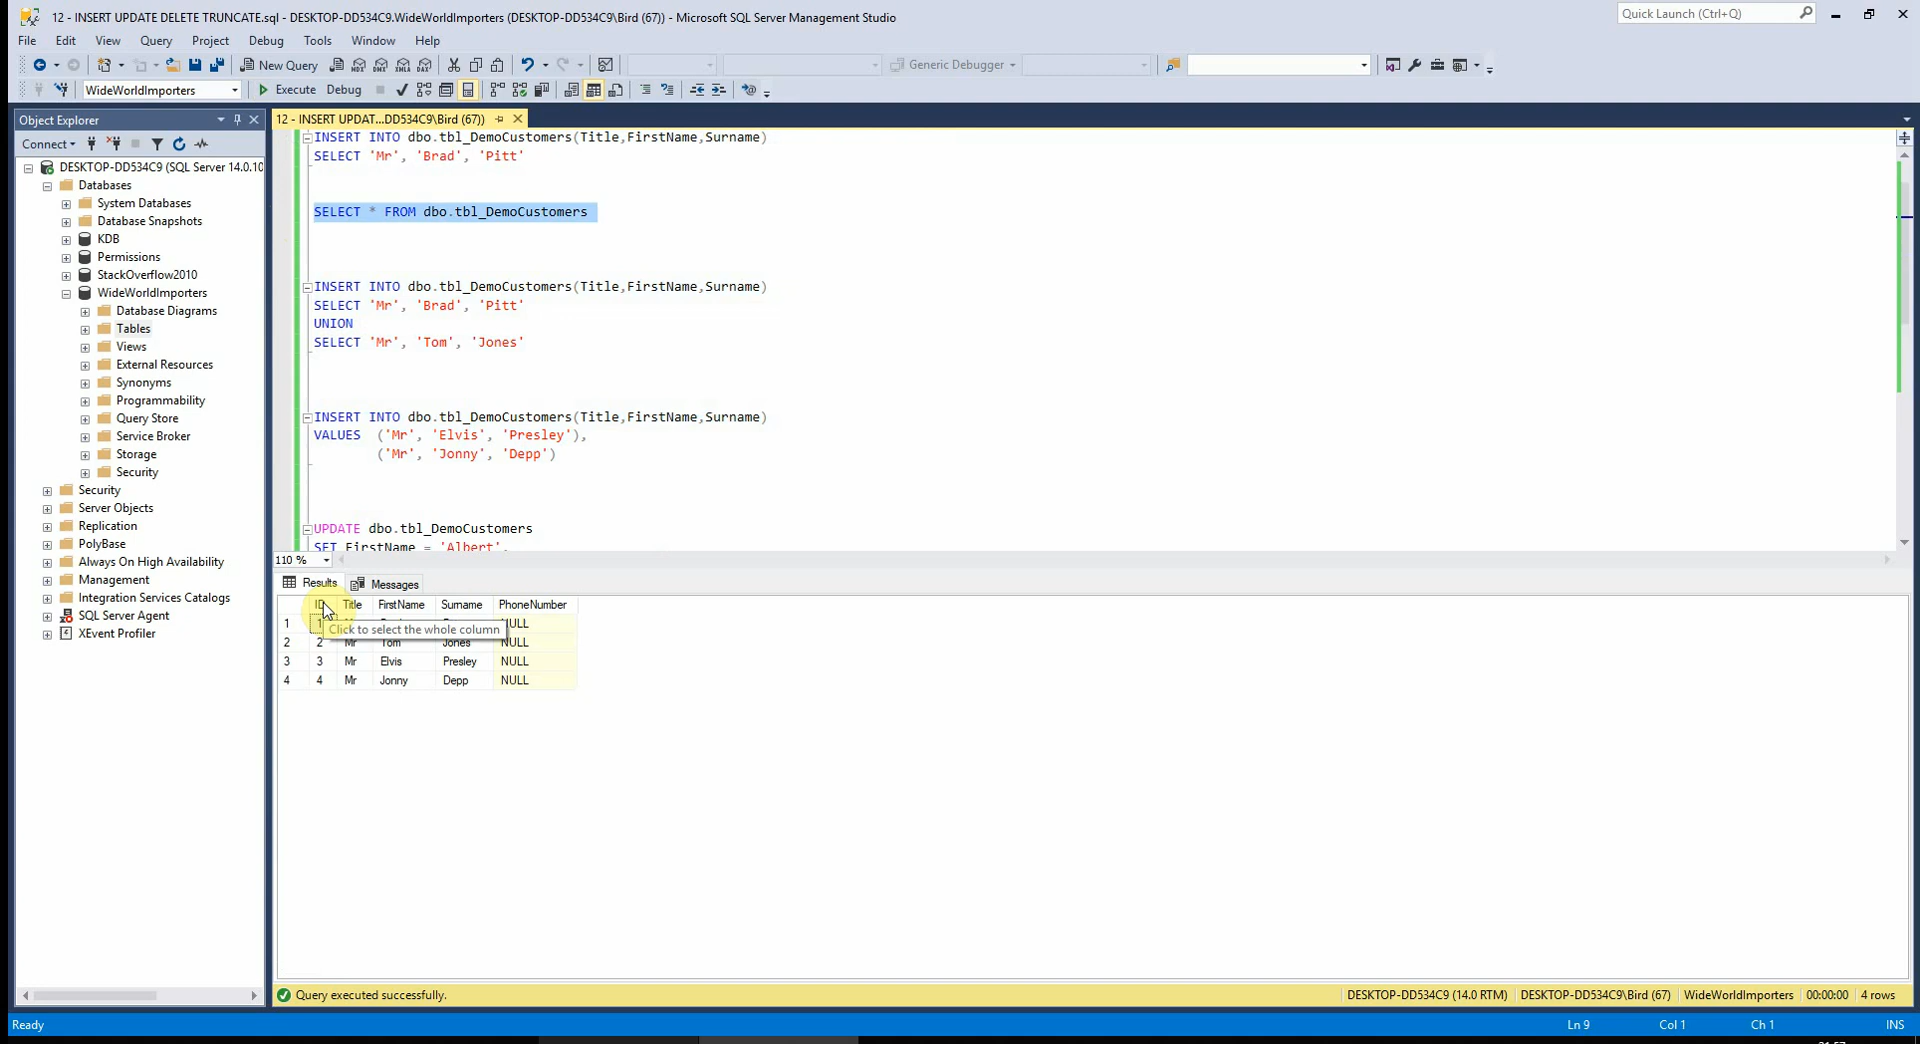 12 - INSERT UPDATE DELETE TRUNCATE.sql - DESKTOP-DD534C9.WideWorldImporters (DESKTOP-DD534C9\Bird (67)) - Microsoft SQL Server Management Studio
Quick Launch (Ctrl+Q)
File Edit View Query Project Debug Tools Window Help
New Query
Generic Debugger
WideWorldImporters
Execute Debug
Object Explorer
12 - INSERT UPDAT...DD534C9\Bird (67))
Connect
DESKTOP-DD534C9 (SQL Server 14.0.10
Databases
System Databases
Database Snapshots
KDB
Permissions
StackOverflow2010
WideWorldImporters
Database Diagrams
Tables
Views
External Resources
Synonyms
Programmability
Query Store
Service Broker
Storage
Security
Security
Server Objects
Replication
PolyBase
Always On High Availability
Management
Integration Services Catalogs
SQL Server Agent
XEvent Profiler
INSERT INTO dbo.tbl_DemoCustomers(Title,FirstName,Surname)
SELECT 'Mr', 'Brad', 'Pitt'
SELECT * FROM dbo.tbl_DemoCustomers
INSERT INTO dbo.tbl_DemoCustomers(Title,FirstName,Surname)
SELECT 'Mr', 'Brad', 'Pitt'
UNION
SELECT 'Mr', 'Tom', 'Jones'
INSERT INTO dbo.tbl_DemoCustomers(Title,FirstName,Surname)
VALUES ('Mr', 'Elvis', 'Presley'),
('Mr', 'Jonny', 'Depp')
UPDATE dbo.tbl_DemoCustomers
SET FirstName = 'Albert',
110 %
Results Messages
ID Title FirstName Surname PhoneNumber
1 1 NULL
Click to select the whole column
2 2 Mr Tom Jones NULL
3 3 Mr Elvis Presley NULL
4 4 Mr Jonny Depp NULL
Query executed successfully.
DESKTOP-DD534C9 (14.0 RTM) DESKTOP-DD534C9\Bird (67) WideWorldImporters 00:00:00 4 rows
Ready
Ln 9 Col 1 Ch 1 INS